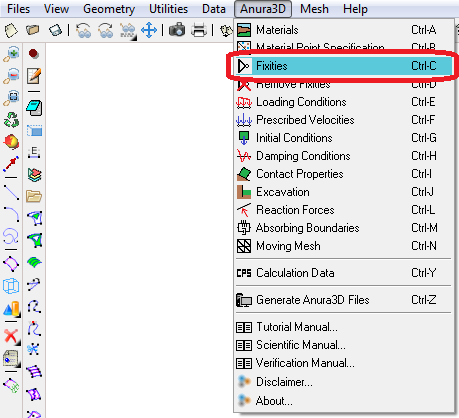 Files View Geometry Utilities Data Anura3D Mesh Help
Materials Ctrl-A
Material Point Specification Ctrl-B
Fixities Ctrl-C
Remove Fixities Ctrl-D
Loading Conditions Ctrl-E
Prescribed Velocities Ctrl-F
Initial Conditions Ctrl-G
Damping Conditions Ctrl-H
Contact Properties Ctrl-I
Excavation Ctrl-J
Reaction Forces Ctrl-L
Absorbing Boundaries Ctrl-M
Moving Mesh Ctrl-N
CPS Calculation Data Ctrl-Y
Generate Anura3D Files Ctrl-Z
Tutorial Manual...
Scientific Manual...
Verification Manual...
Disclaimer...
About...